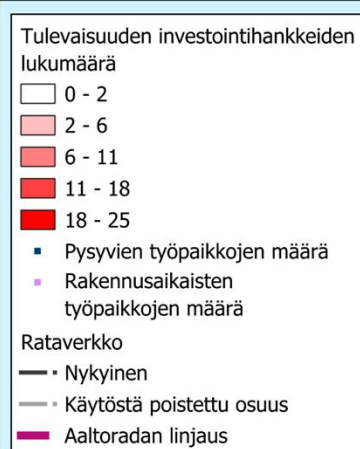 Tulevaisuuden investointihankkeiden
lukumäärä
0 - 2
2 - 6
6 - 11
11 - 18
18 - 25
Pysyvien työpaikkojen määrä
Rakennusaikaisten
työpaikkojen määrä
Rataverkko
Nykyinen
Käytöstä poistettu osuus
Aaltoradan linjaus